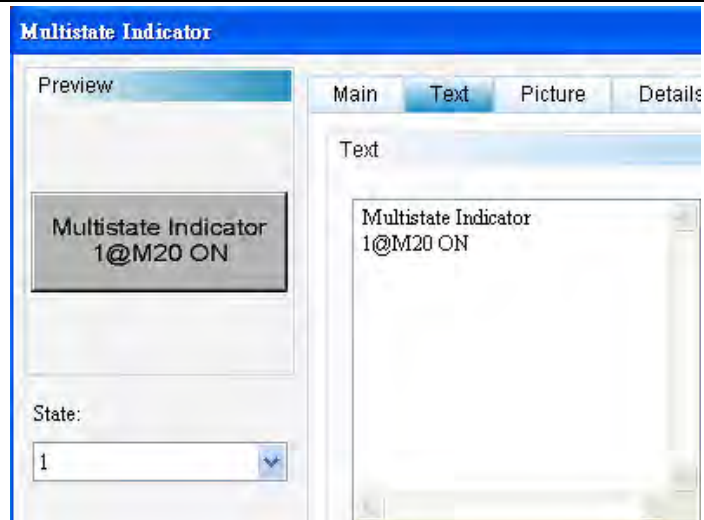 Multistate Indicator
Preview
Multistate Indicator
1@M20 ON
State:
1
Main
Text
Picture
Details
Text
Multistate Indicator
1@M20 ON